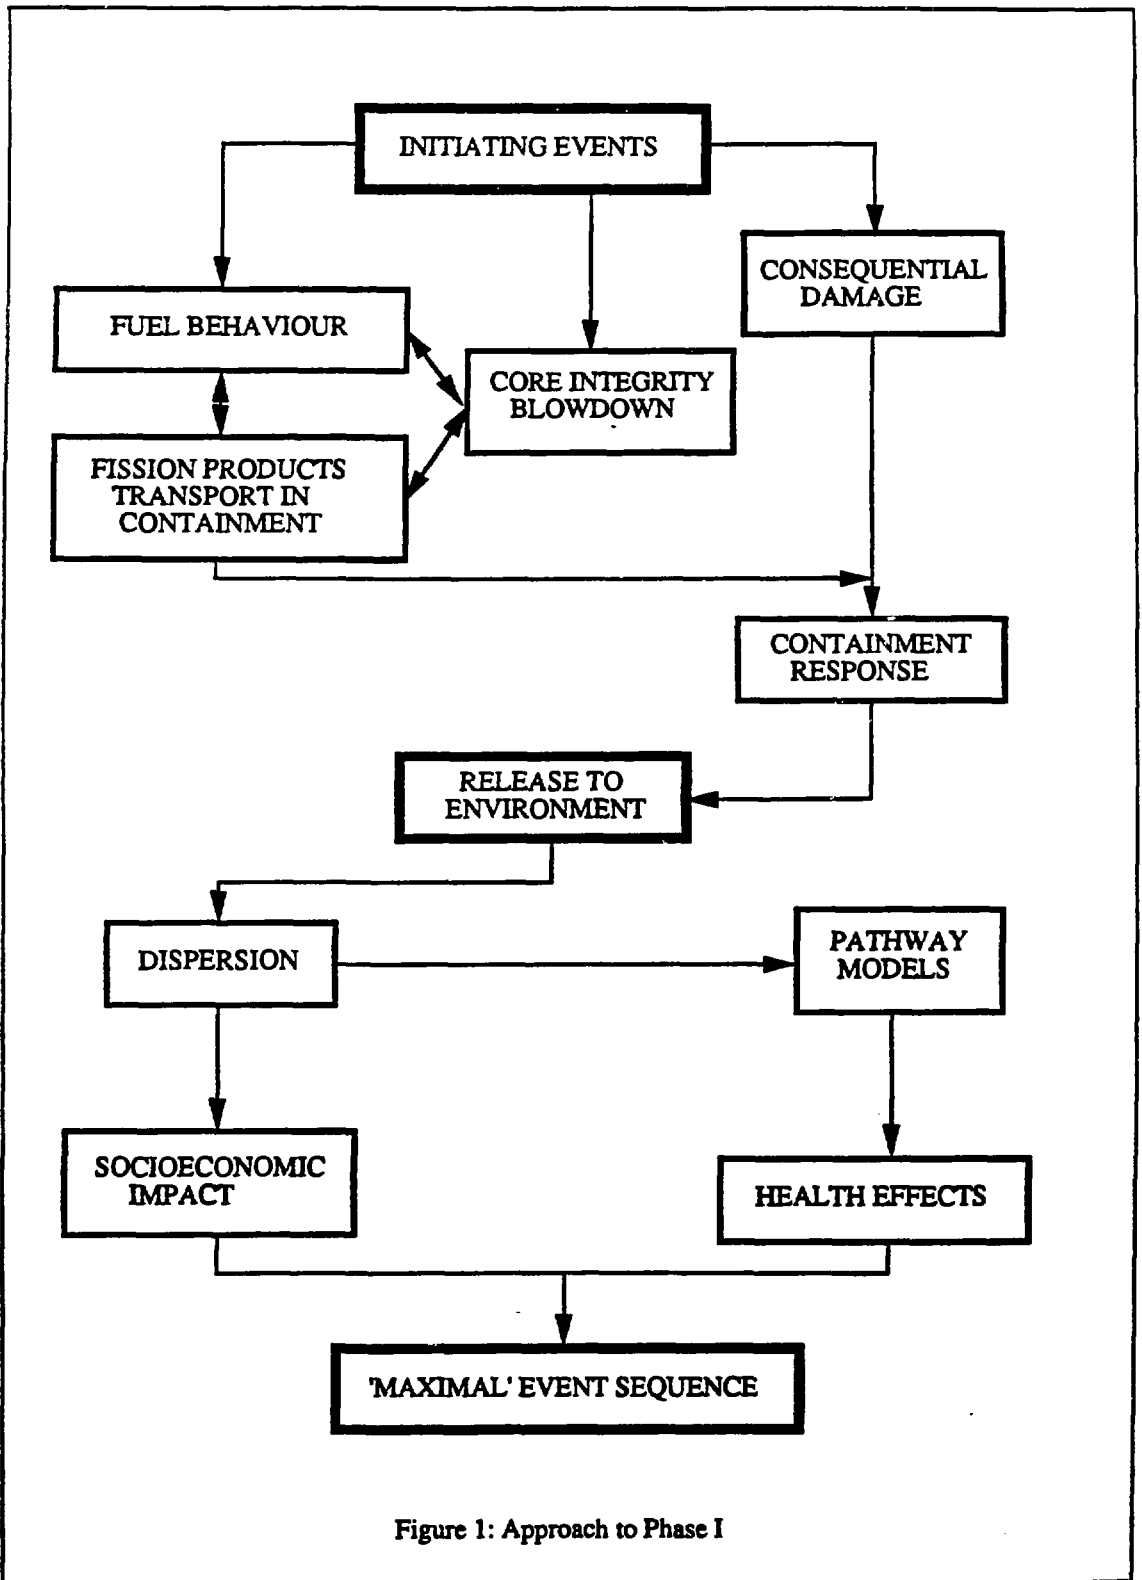 INITIATING EVENTS
CONSEQUENTIAL
DAMAGE
FUEL BEHAVIOUR
CORE INTEGRITY
BLOWDOWN
FISSION PRODUCTS
TRANSPORT IN
CONTAINMENT
CONTAINMENT
RESPONSE
RELEASE TO
ENVIRONMENT
DISPERSION
PATHWAY
MODELS
SOCIOECONOMIC
IMPACT
HEALTH EFFECTS
'MAXIMAL' EVENT SEQUENCE
Figure 1: Approach to Phase I